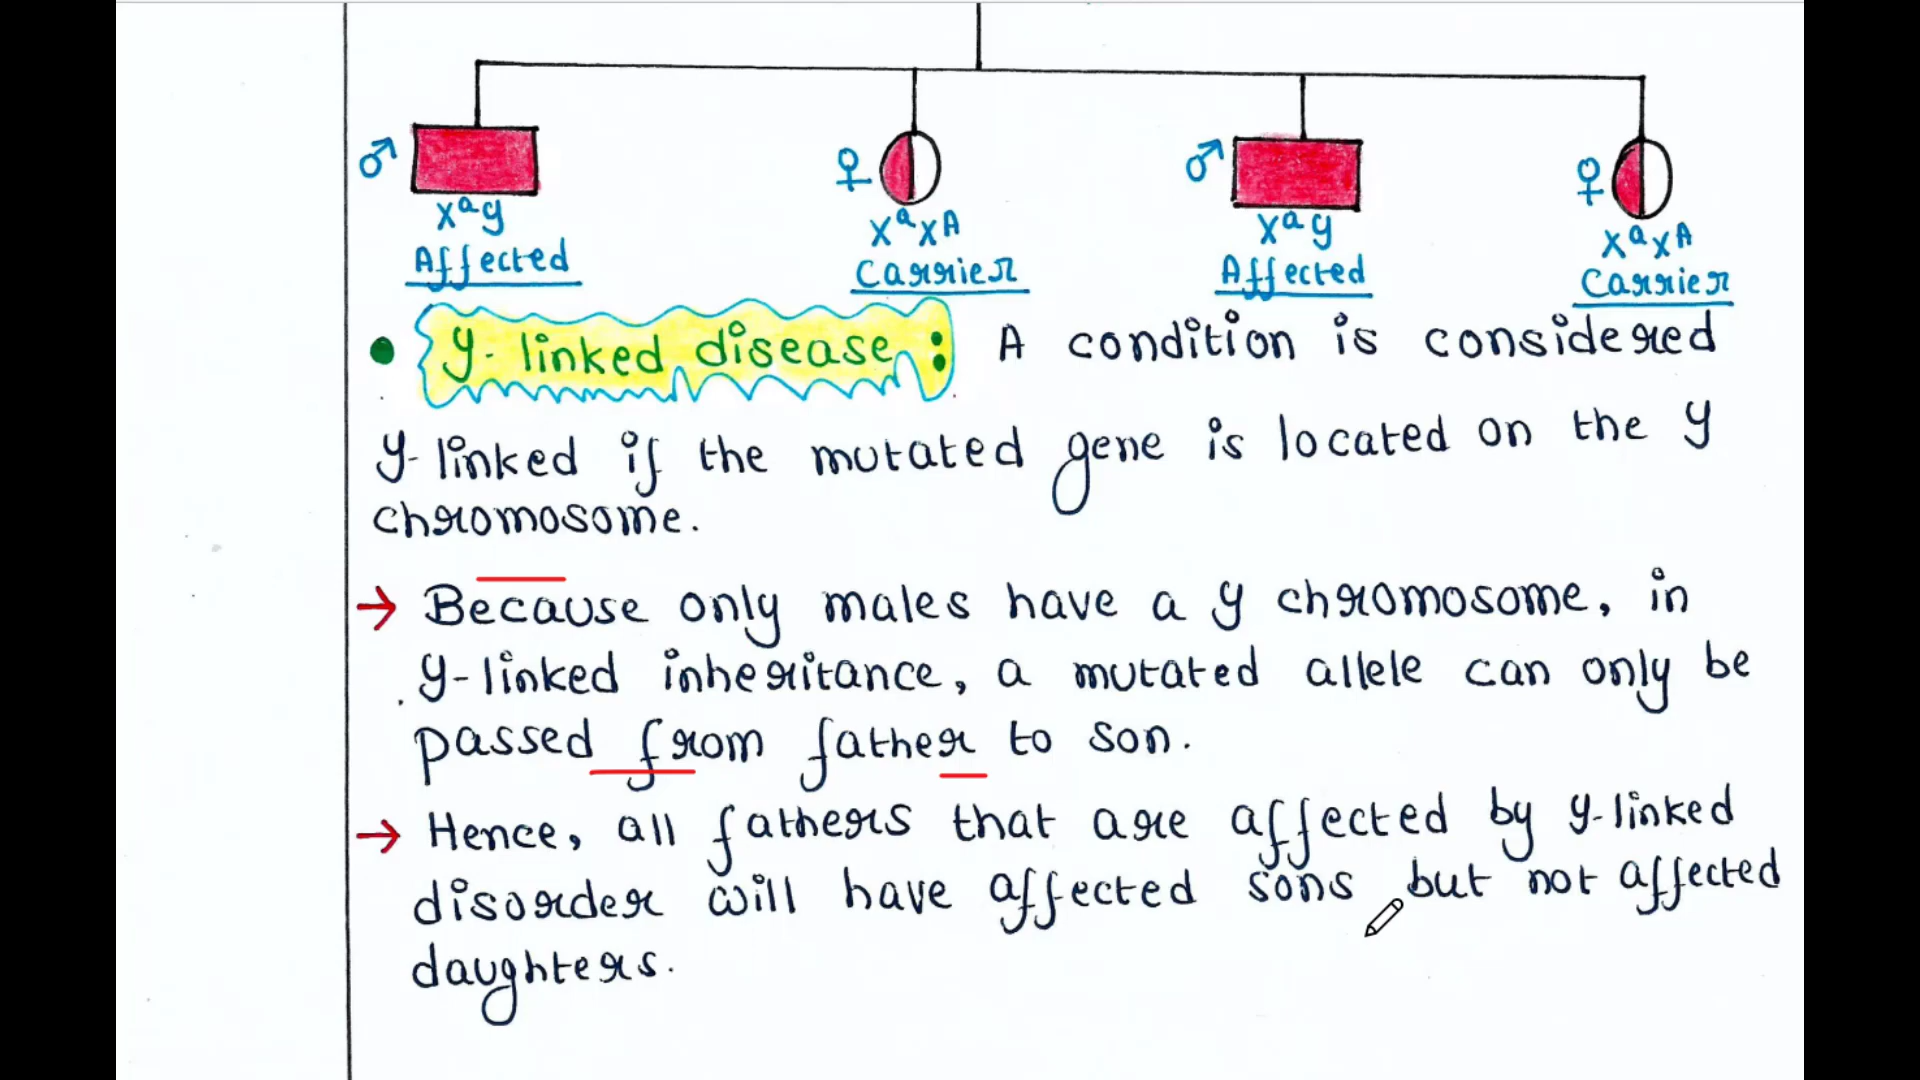 ♂ ♀ ♂ ♀
XᵃY XᵃXᴬ XᵃY XᵃXᴬ
Affected Carrier Affected Carrier
• Y-linked disease : A condition is considered
Y-linked if the mutated gene is located on the Y
chromosome.
→ Because only males have a Y chromosome, in
Y-linked inheritance, a mutated allele can only be
passed from father to son.
→ Hence, all fathers that are affected by Y-linked
disorder will have affected sons but not affected
daughters.